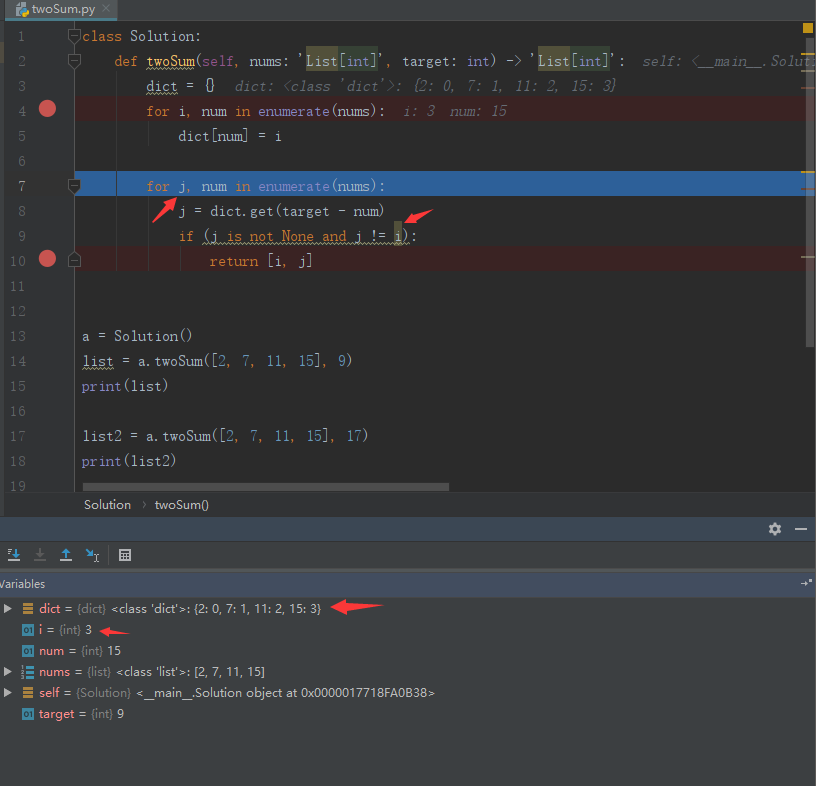 twoSum.py
1 class Solution:
2 def twoSum(self, nums: 'List[int]', target: int) -> 'List[int]': self: <__main__.Solut
3 dict = {} dict: <class 'dict'>: {2: 0, 7: 1, 11: 2, 15: 3}
4 for i, num in enumerate(nums): i: 3 num: 15
5 dict[num] = i
6
7 for j, num in enumerate(nums):
8 j = dict.get(target - num)
9 if (j is not None and j != i):
10 return [i, j]
11
12
13 a = Solution()
14 list = a.twoSum([2, 7, 11, 15], 9)
15 print(list)
16
17 list2 = a.twoSum([2, 7, 11, 15], 17)
18 print(list2)
19
Solution › twoSum()
Variables
dict = {dict} <class 'dict'>: {2: 0, 7: 1, 11: 2, 15: 3}
01 i = {int} 3
01 num = {int} 15
nums = {list} <class 'list'>: [2, 7, 11, 15]
self = {Solution} <__main__.Solution object at 0x0000017718FA0B38>
01 target = {int} 9